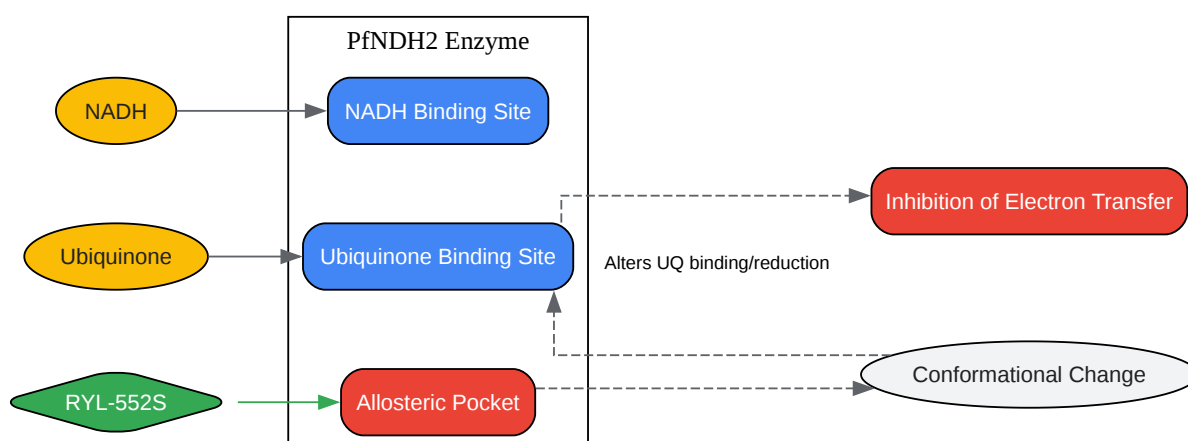 PfNDH2 Enzyme
NADH
NADH Binding Site
Inhibition of Electron Transfer
Ubiquinone
Ubiquinone Binding Site
Alters UQ binding/reduction
RYL-552S
Allosteric Pocket
Conformational Change